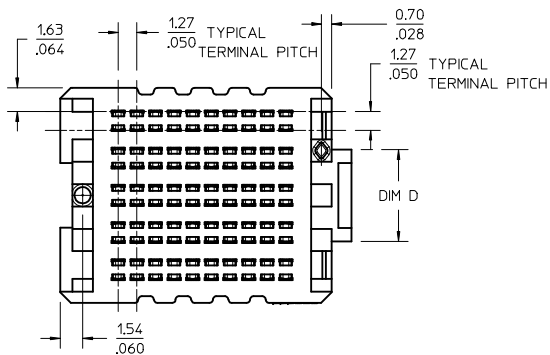 1.63
.064
1.27
.050
TYPICAL
TERMINAL PITCH
0.70
.028
1.27
.050
TYPICAL
TERMINAL PITCH
DIM D
1.54
.060